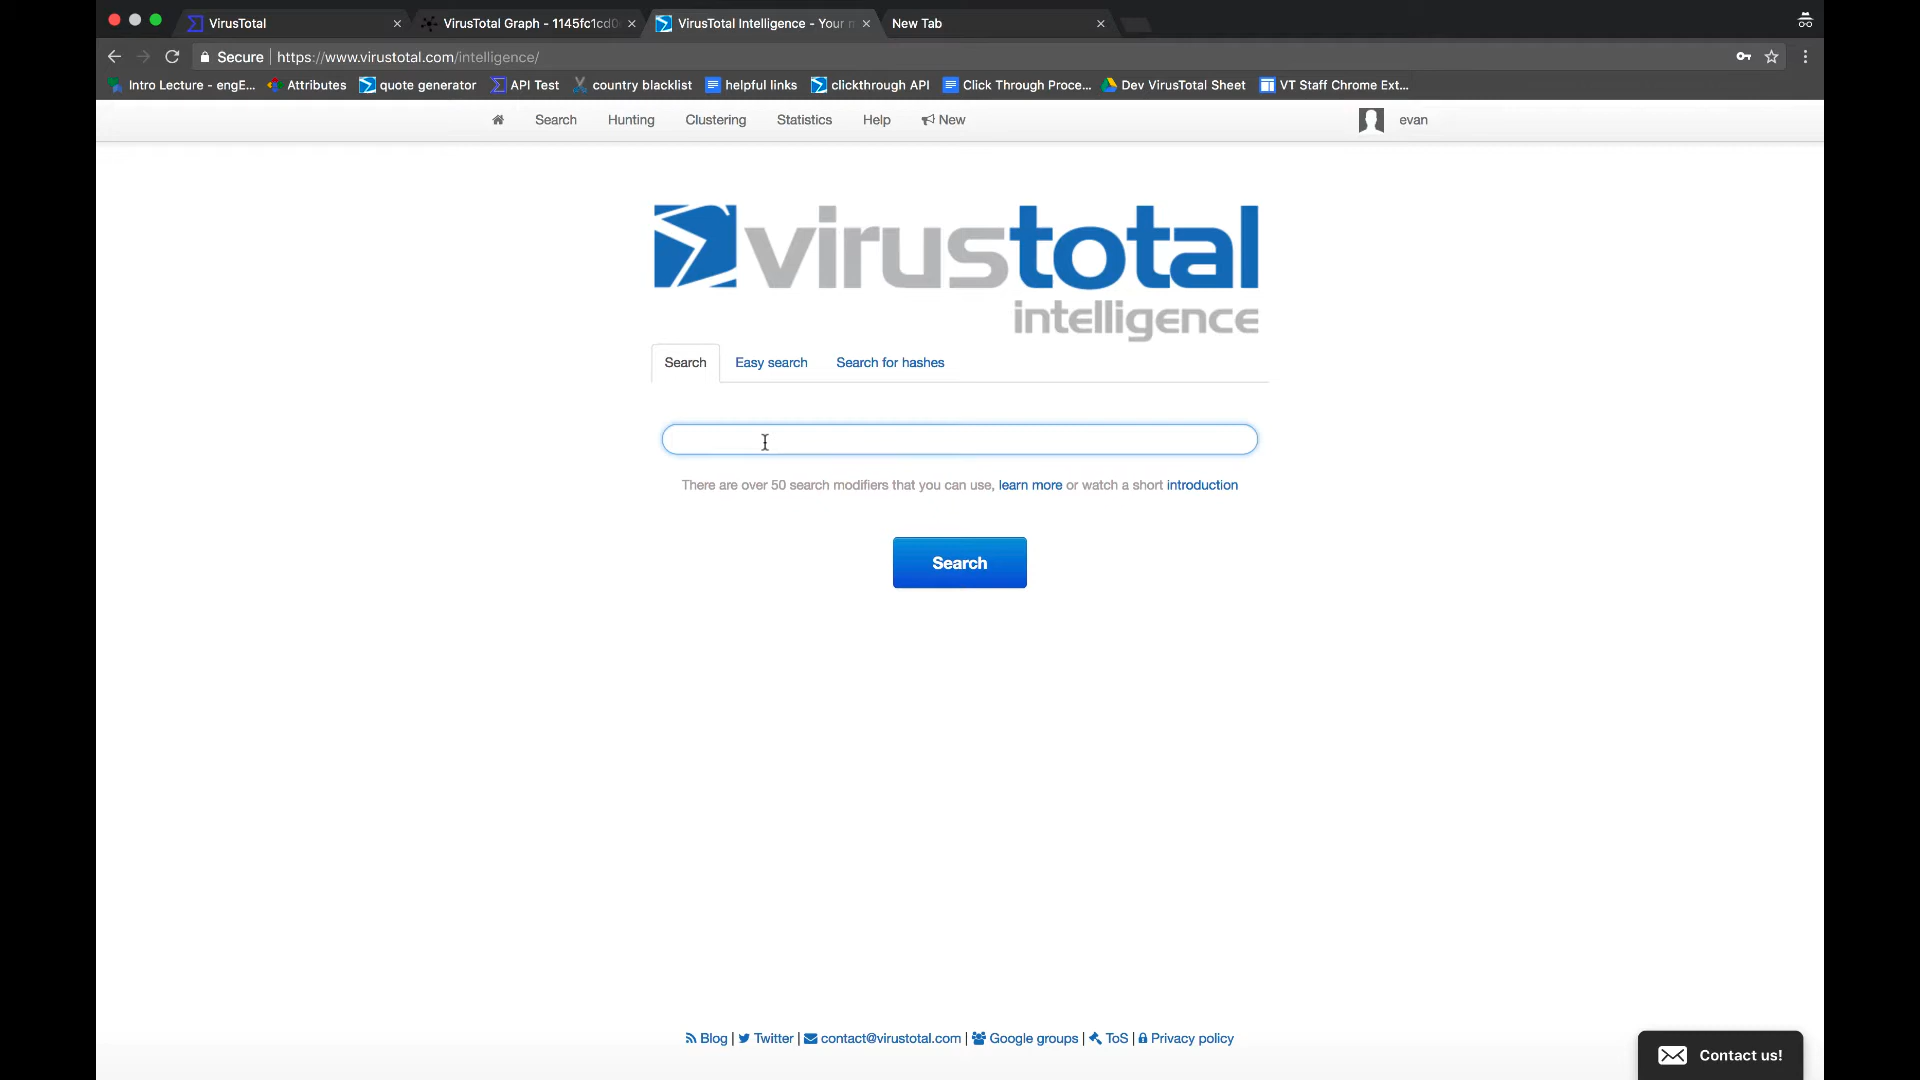 VirusTotal
VirusTotal Graph - 1145fc1cd0
VirusTotal Intelligence - Your
New Tab
Secure https://www.virustotal.com/intelligence/
Intro Lecture - engE... Attributes quote generator API Test country blacklist helpful links clickthrough API Click Through Proce... Dev VirusTotal Sheet VT Staff Chrome Ext...
Search Hunting Clustering Statistics Help New evan
virustotal
intelligence
Search Easy search Search for hashes
There are over 50 search modifiers that you can use, learn more or watch a short introduction
Search
Blog | Twitter | contact@virustotal.com | Google groups | ToS | Privacy policy
Contact us!